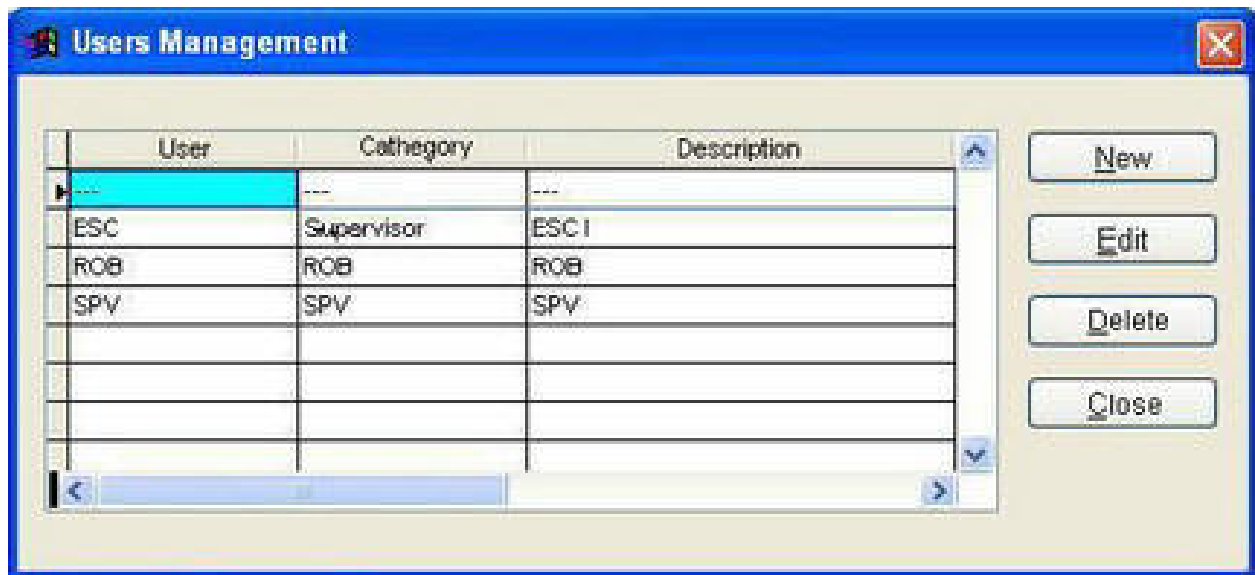 Users Management
User Cathegory Description
--- --- ---
ESC Supervisor ESC I
ROB ROB ROB
SPV SPV SPV
New
Edit
Delete
Close